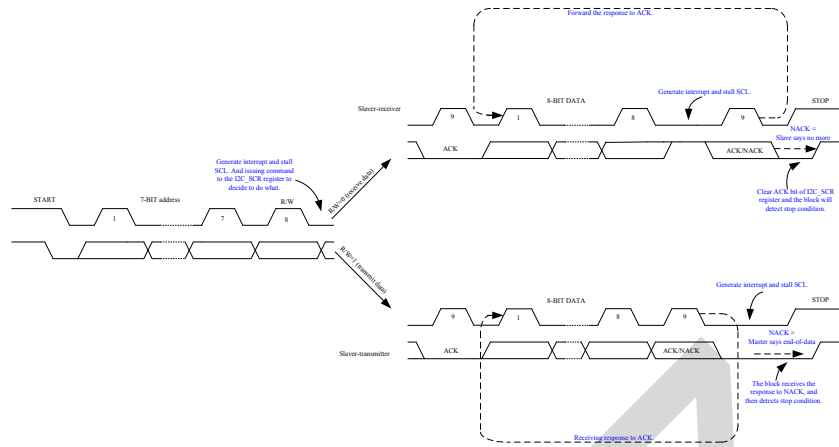 Forward the response to ACK.
8-BIT DATA
Generate interrupt and stall SCL.
STOP
Slaver-receiver
9
1
8
9
NACK =
Slave says no more
ACK
ACK/NACK
Generate interrupt and stall
SCL. And issuing command
to the I2C_SCR register to
decide to do what.
R/W=0 (receive data)
Clear ACK bit of I2C_SCR
register and the block will
detect stop condition.
START
7-BIT address
R/W
1
7
8
R/W=1 (transmit data)
Generate interrupt and stall SCL.
8-BIT DATA
STOP
9
1
8
9
NACK =
Master says end-of-data
Slaver-transmitter
ACK
ACK/NACK
The block receives the
response to NACK, and
then detects stop condition.
Receiving response to ACK.